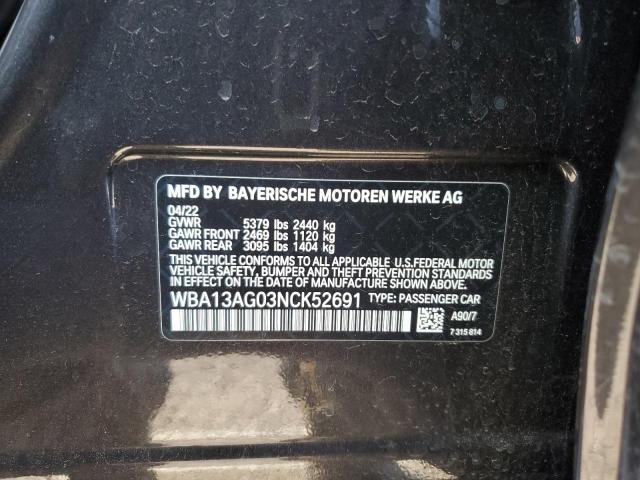 MFD BY BAYERISCHE MOTOREN WERKE AG
04/22
GVWR 5379 lbs 2440 kg
GAWR FRONT 2469 lbs 1120 kg
GAWR REAR 3095 lbs 1404 kg
THIS VEHICLE CONFORMS TO ALL APPLICABLE U.S.FEDERAL MOTOR
VEHICLE SAFETY, BUMPER AND THEFT PREVENTION STANDARDS
IN EFFECT ON THE DATE OF MANUFACTURE SHOWN ABOVE.
WBA13AG03NCK52691 TYPE: PASSENGER CAR
A90/7
7 315 814